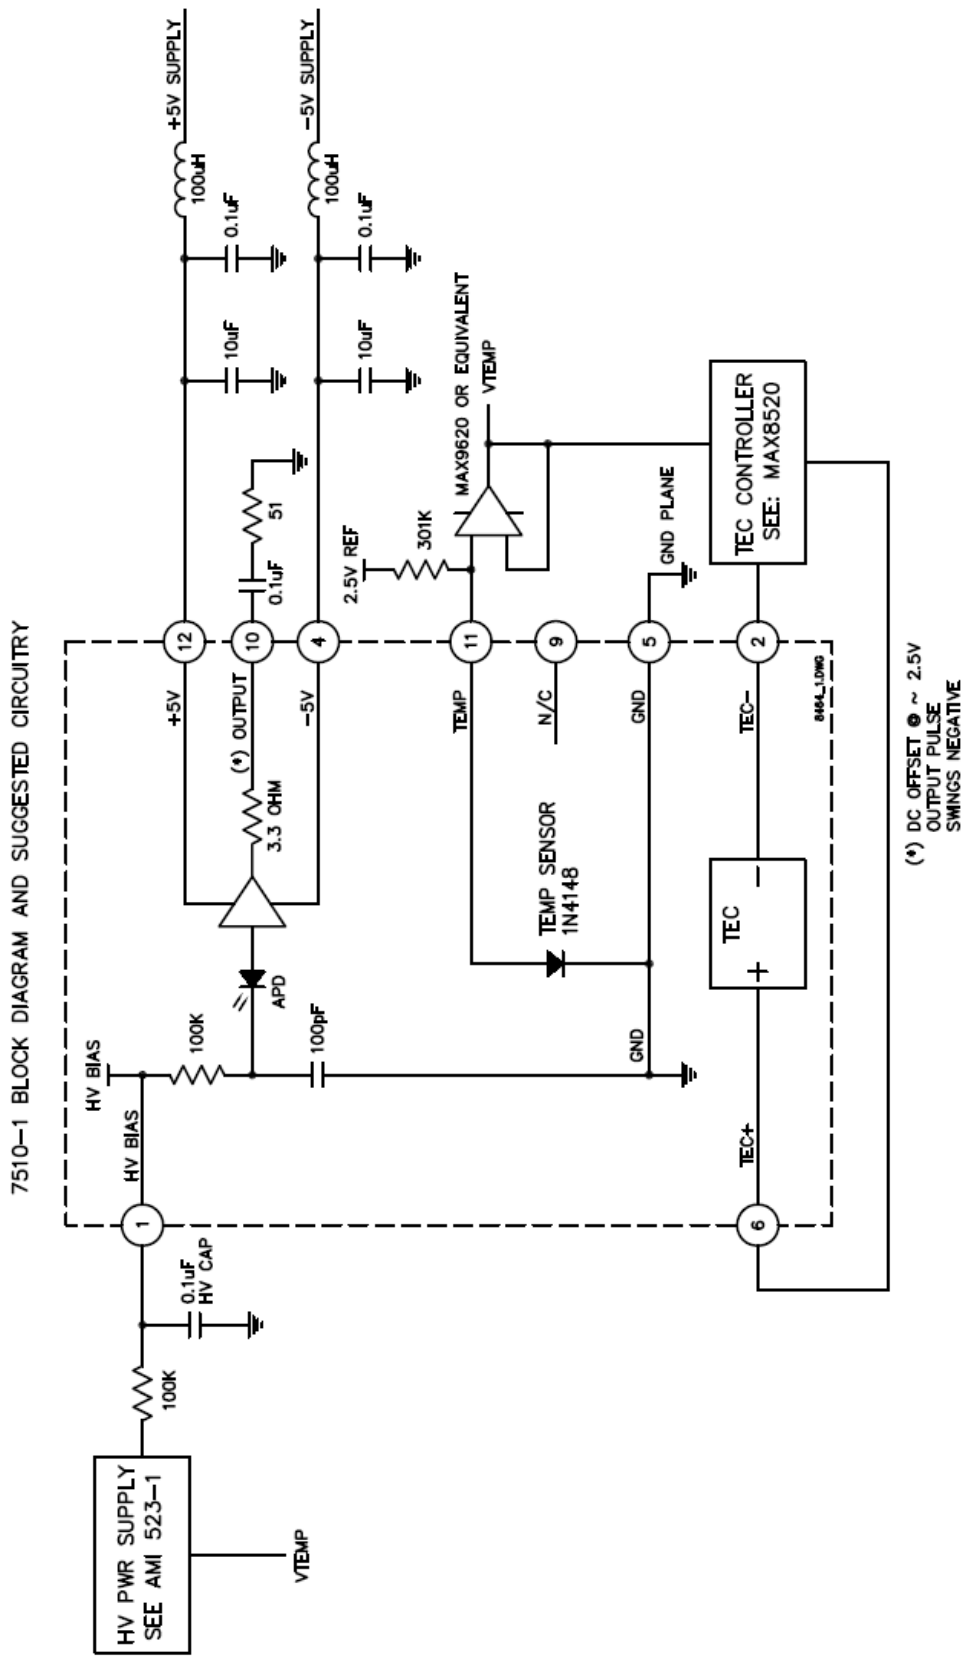 7510-1 BLOCK DIAGRAM AND SUGGESTED CIRCUITRY
HV PWR SUPPLY
SEE AMI 523-1
VTEMP
100K
0.1uF
HV CAP
1
HV BIAS
HV BIAS
100K
100pF
APD
3.3 OHM
(*) OUTPUT
+5V
-5V
12
10
4
0.1uF
51
10uF
0.1uF
100uH
+5V SUPPLY
10uF
0.1uF
100uH
-5V SUPPLY
TEMP SENSOR
1N4148
TEMP
11
2.5V REF
301K
MAX9620 OR EQUIVALENT
VTEMP
N/C
9
GND
GND
5
GND PLANE
6
TEC+
+
TEC
-
TEC-
2
TEC CONTROLLER
SEE: MAX8520
8464_1.DWG
(*) DC OFFSET @ ~ 2.5V
OUTPUT PULSE
SWINGS NEGATIVE